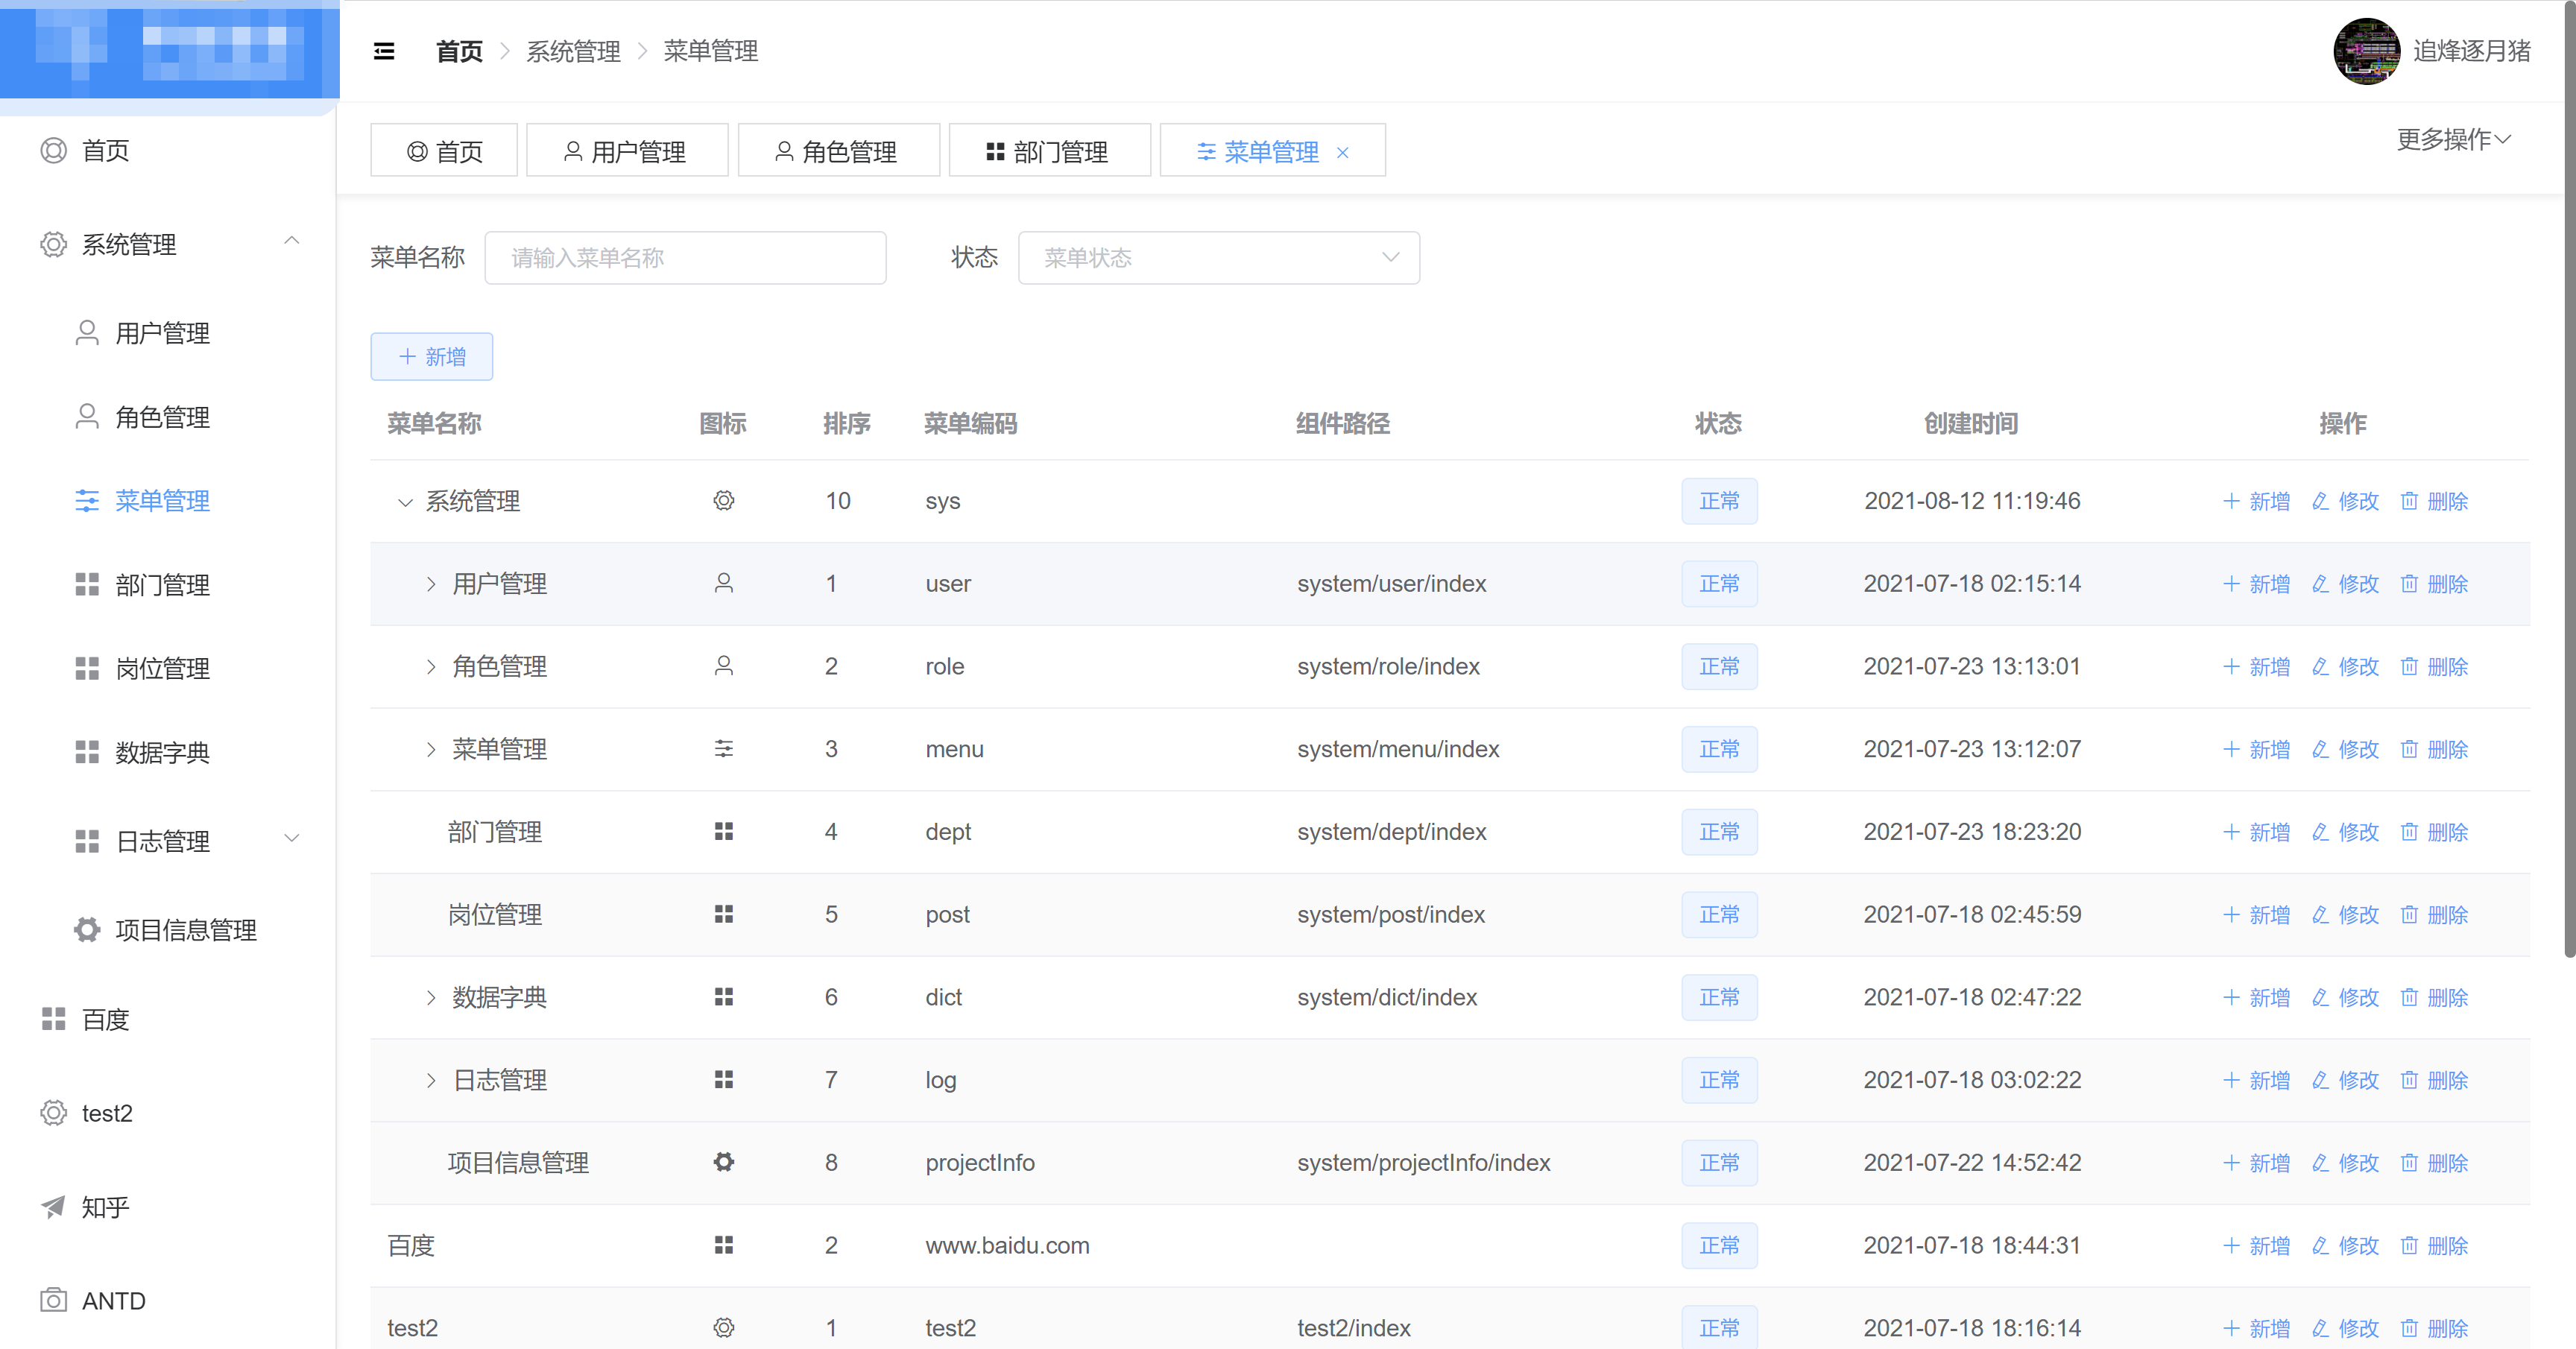 首页 系统管理 菜单管理
追烽逐月猪
首页 用户管理 角色管理 部门管理 菜单管理
更多操作
首页
系统管理
用户管理
角色管理
菜单管理
部门管理
岗位管理
数据字典
日志管理
项目信息管理
百度
test2
知乎
ANTD
菜单名称 请输入菜单名称 状态 菜单状态
新增
菜单名称 图标 排序 菜单编码 组件路径 状态 创建时间 操作
系统管理 10 sys 正常 2021-08-12 11:19:46 新增 修改 删除
用户管理 1 user system/user/index 正常 2021-07-18 02:15:14 新增 修改 删除
角色管理 2 role system/role/index 正常 2021-07-23 13:13:01 新增 修改 删除
菜单管理 3 menu system/menu/index 正常 2021-07-23 13:12:07 新增 修改 删除
部门管理 4 dept system/dept/index 正常 2021-07-23 18:23:20 新增 修改 删除
岗位管理 5 post system/post/index 正常 2021-07-18 02:45:59 新增 修改 删除
数据字典 6 dict system/dict/index 正常 2021-07-18 02:47:22 新增 修改 删除
日志管理 7 log 正常 2021-07-18 03:02:22 新增 修改 删除
项目信息管理 8 projectInfo system/projectInfo/index 正常 2021-07-22 14:52:42 新增 修改 删除
百度 2 www.baidu.com 正常 2021-07-18 18:44:31 新增 修改 删除
test2 1 test2 test2/index 正常 2021-07-18 18:16:14 新增 修改 删除